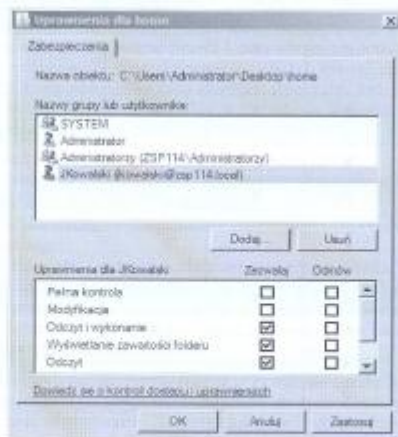 Uprawnienia dla home
Zabezpieczenia
Nazwa obiektu: C:\Users\Administrator\Desktop\home
Nazwy grupy lub użytkownika:
SYSTEM
Administrator
Administratorzy (ZSP114\Administratorzy)
JKowalski (jkowalski@zsp114.local)
Dodaj... Usuń
Uprawnienia dla JKowalski Zezwalaj Odmów
Pełna kontrola
Modyfikacja
Odczyt i wykonanie
Wyświetlanie zawartości folderu
Odczyt
Dowiedz się o kontroli dostępu i uprawnieniach
OK Anuluj Zastosuj